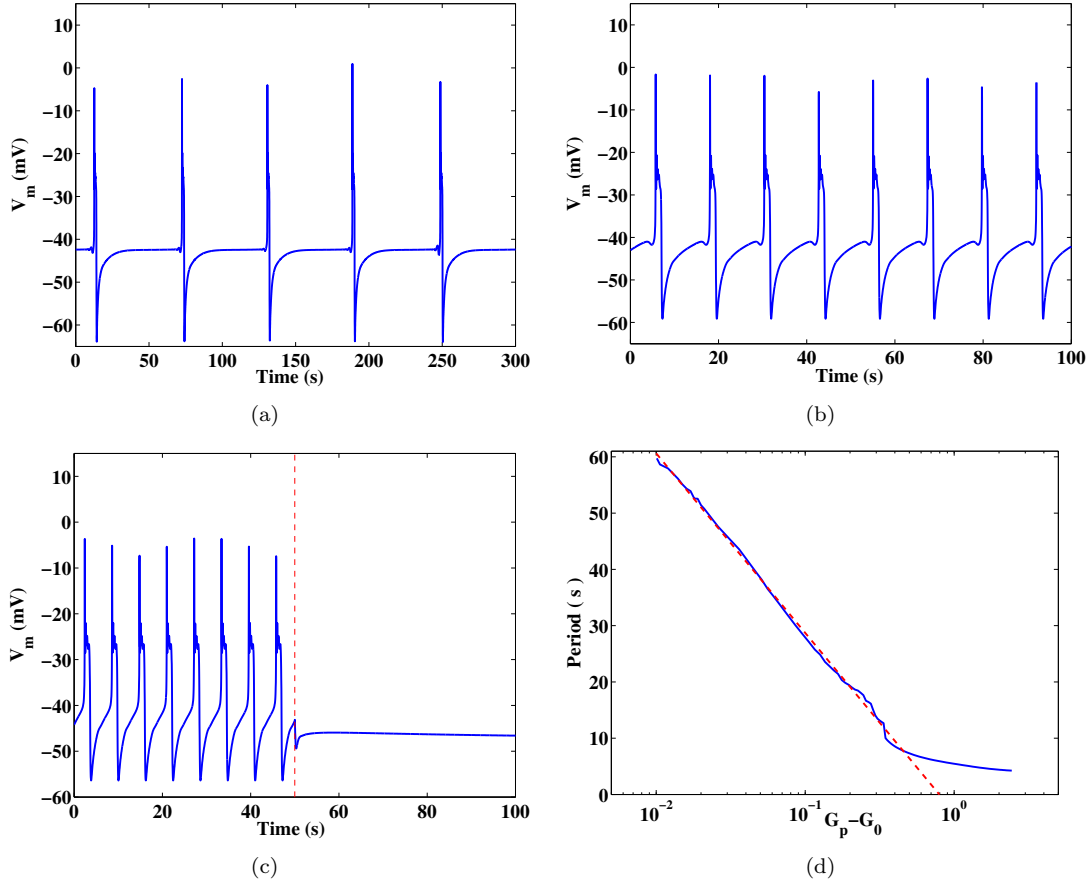 10
0
−10
−20
−30
−40
−50
−60
V_m (mV)
0 50 100 150 200 250 300
Time (s)
(a)
10
0
−10
−20
−30
−40
−50
−60
V_m (mV)
0 20 40 60 80 100
Time (s)
(b)
10
0
−10
−20
−30
−40
−50
−60
V_m (mV)
0 20 40 60 80 100
Time (s)
(c)
60
50
40
30
20
10
0
Period ( s )
10^−2 10^−1 10^0
G_p−G_0
(d)